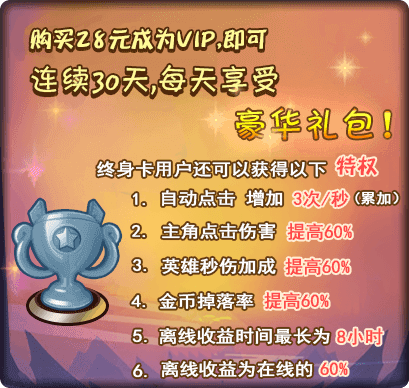 购买28元成为VIP,即可
连续30天,每天享受
豪华礼包!
终身卡用户还可以获得以下 特权
1. 自动点击 增加 3次/秒(累加)
2. 主角点击伤害 提高60%
3. 英雄秒伤加成 提高60%
4. 金币掉落率 提高60%
5. 离线收益时间最长为 8小时
6. 离线收益为在线的 60%